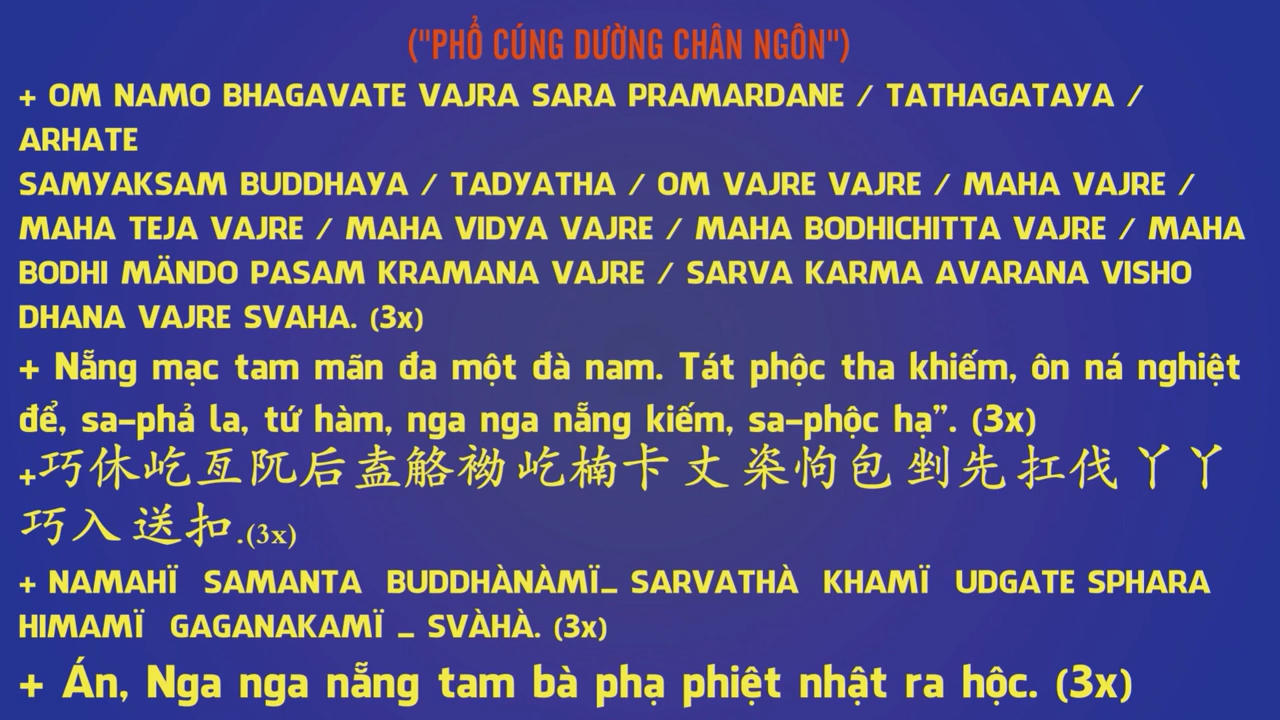 ("PHỔ CÚNG DƯỜNG CHÂN NGÔN")
+ OM NAMO BHAGAVATE VAJRA SARA PRAMARDANE / TATHAGATAYA /
ARHATE
SAMYAKSAM BUDDHAYA / TADYATHA / OM VAJRE VAJRE / MAHA VAJRE /
MAHA TEJA VAJRE / MAHA VIDYA VAJRE / MAHA BODHICHITTA VAJRE / MAHA
BODHI MÄNDO PASAM KRAMANA VAJRE / SARVA KARMA AVARANA VISHO
DHANA VAJRE SVAHA. (3x)
+ Nẵng mạc tam mãn đa một đà nam. Tát phộc tha khiếm, ôn ná nghiệt
để, sa-phả la, tứ hàm, nga nga nẵng kiếm, sa-phộc hạ”. (3x)
+巧休屹亙阢后盍觡袎屹楠卡丈楶怐包剉先扛伐丫丫
巧入送扣.(3x)
+ NAMAHÏ SAMANTA BUDDHÀNÀMÏ_ SARVATHÀ KHAMÏ UDGATE SPHARA
HIMAMÏ GAGANAKAMÏ _ SVÀHÀ. (3x)
+ Án, Nga nga nẵng tam bà phạ phiệt nhật ra hộc. (3x)